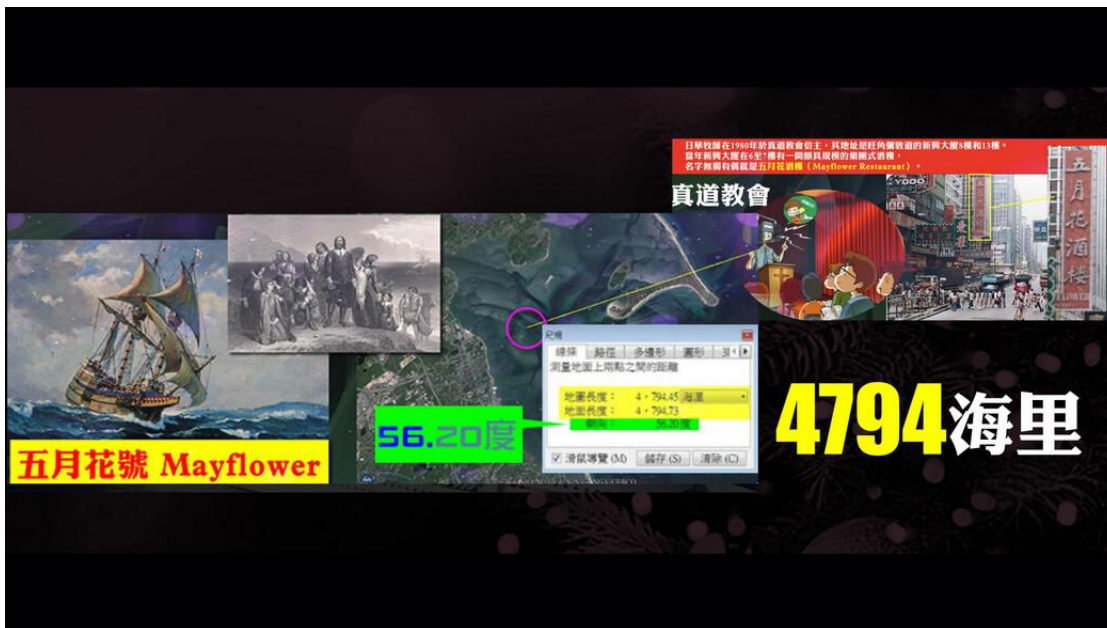 日華牧師在1980年於真道教會信主，其地址是旺角彌敦道的新興大廈8樓和13樓。
當年新興大廈在6至7樓有一間頗具規模的集團式酒樓，
名字無獨有偶就是五月花酒樓（Mayflower Restaurant）。
真道教會
YODO
五月花酒楼
尺規
線條
路徑
多邊形
圓形
測量地面上兩點之間的距離
地圖長度：
4，794.45 海里
地面長度：
4，794.73
朝向：
56.20 度
滑鼠導覽 (M)
儲存 (S)
清除 (C)
56.20度
五月花號 Mayflower
4794海里